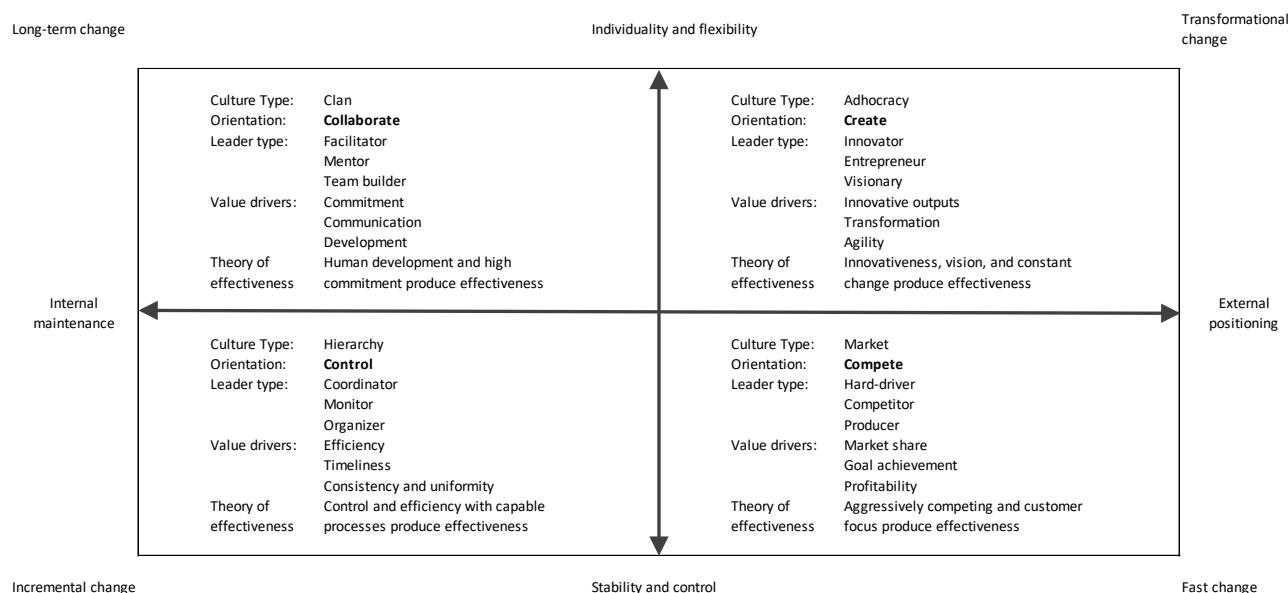 Long-term change
Individuality and flexibility
Transformational
change
Culture Type: Clan
Orientation: Collaborate
Leader type: Facilitator
Mentor
Team builder
Value drivers: Commitment
Communication
Development
Theory of Human development and high
effectiveness commitment produce effectiveness
Culture Type: Adhocracy
Orientation: Create
Leader type: Innovator
Entrepreneur
Visionary
Value drivers: Innovative outputs
Transformation
Agility
Theory of Innovativeness, vision, and constant
effectiveness change produce effectiveness
Internal
maintenance
External
positioning
Culture Type: Hierarchy
Orientation: Control
Leader type: Coordinator
Monitor
Organizer
Value drivers: Efficiency
Timeliness
Consistency and uniformity
Theory of Control and efficiency with capable
effectiveness processes produce effectiveness
Culture Type: Market
Orientation: Compete
Leader type: Hard-driver
Competitor
Producer
Value drivers: Market share
Goal achievement
Profitability
Theory of Aggressively competing and customer
effectiveness focus produce effectiveness
Incremental change
Stability and control
Fast change